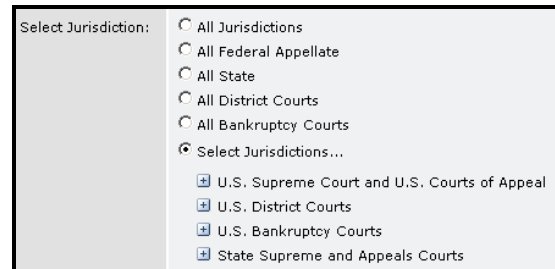 Select Jurisdiction:
All Jurisdictions
All Federal Appellate
All State
All District Courts
All Bankruptcy Courts
Select Jurisdictions...
U.S. Supreme Court and U.S. Courts of Appeal
U.S. District Courts
U.S. Bankruptcy Courts
State Supreme and Appeals Courts